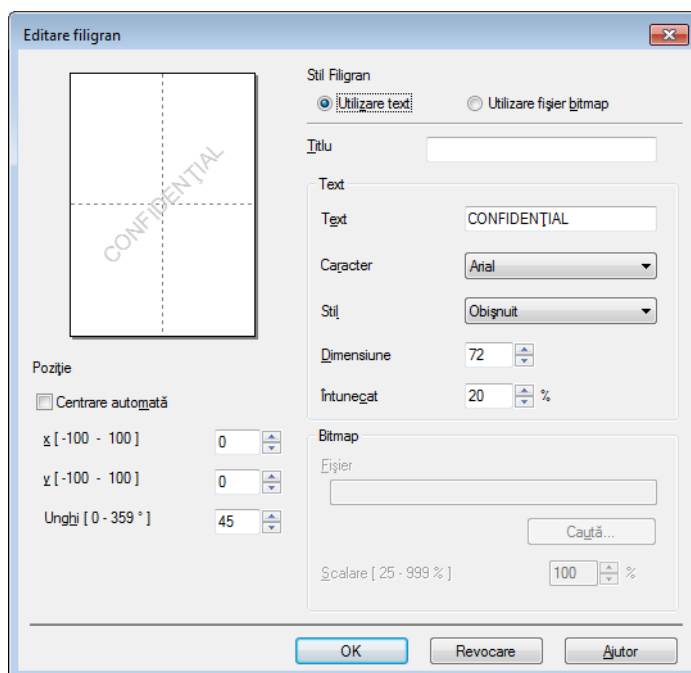 Editare filigran
CONFIDENŢIAL
Stil Filigran
Utilizare text
Utilizare fişier bitmap
Titlu
Text
Text
CONFIDENŢIAL
Caracter
Arial
Stil
Obişnuit
Dimensiune
72
Întunecat
20
%
Poziţie
Centrare automată
x [ -100 - 100 ]
0
y [ -100 - 100 ]
0
Unghi [ 0 - 359 ° ]
45
Bitmap
Fişier
Caută...
Scalare [ 25 - 999 % ]
100
%
OK
Revocare
Ajutor